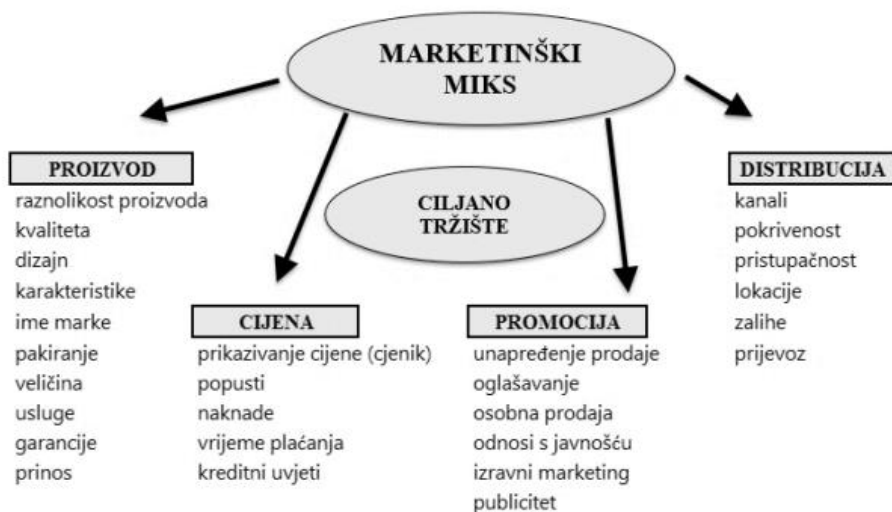 MARKETINŠKI
MIKS
CILJANO
TRŽIŠTE
PROIZVOD
raznolikost proizvoda
kvaliteta
dizajn
karakteristike
ime marke
pakiranje
veličina
usluge
garancije
prinos
CIJENA
prikazivanje cijene (cjenik)
popusti
naknade
vrijeme plaćanja
kreditni uvjeti
PROMOCIJA
unapređenje prodaje
oglašavanje
osobna prodaja
odnosi s javnošću
izravni marketing
publicitet
DISTRIBUCIJA
kanali
pokrivenost
pristupačnost
lokacije
zalihe
prijevoz